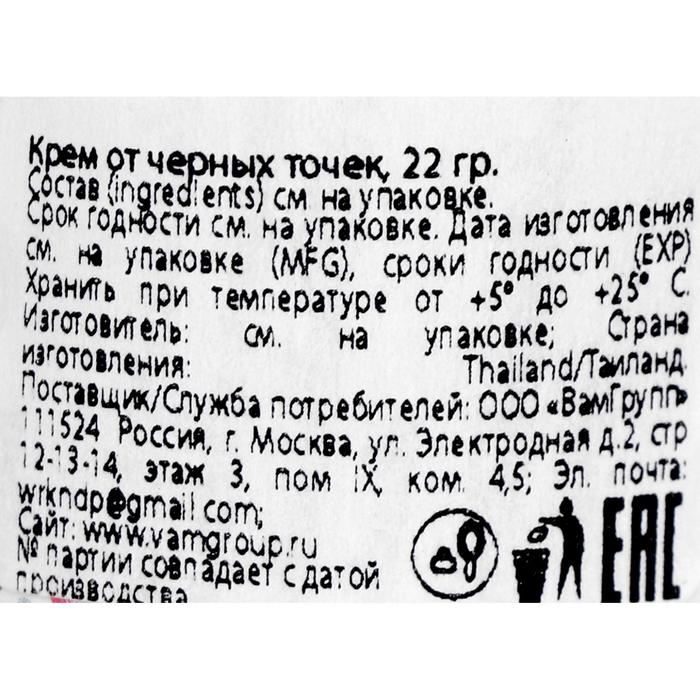 Крем от черных точек, 22 гр.
Состав (ingredients) см. на упаковке.
Срок годности см. на упаковке. Дата изготовления
см. на упаковке (MFG), сроки годности (EXP)
Хранить при температуре от +5° до +25° С.
Изготовитель: см. на упаковке; Страна
изготовления: Thailand/Таиланд.
Поставщик/Служба потребителей: ООО «ВамГрупп»
111524 Россия, г. Москва, ул. Электродная д.2, стр
12-13-14, этаж 3, пом IX, ком. 4,5; Эл. почта:
wrkndp@gmail com;
Сайт: www.vamgroup.ru
№ партии совпадает с датой
производства
EAC